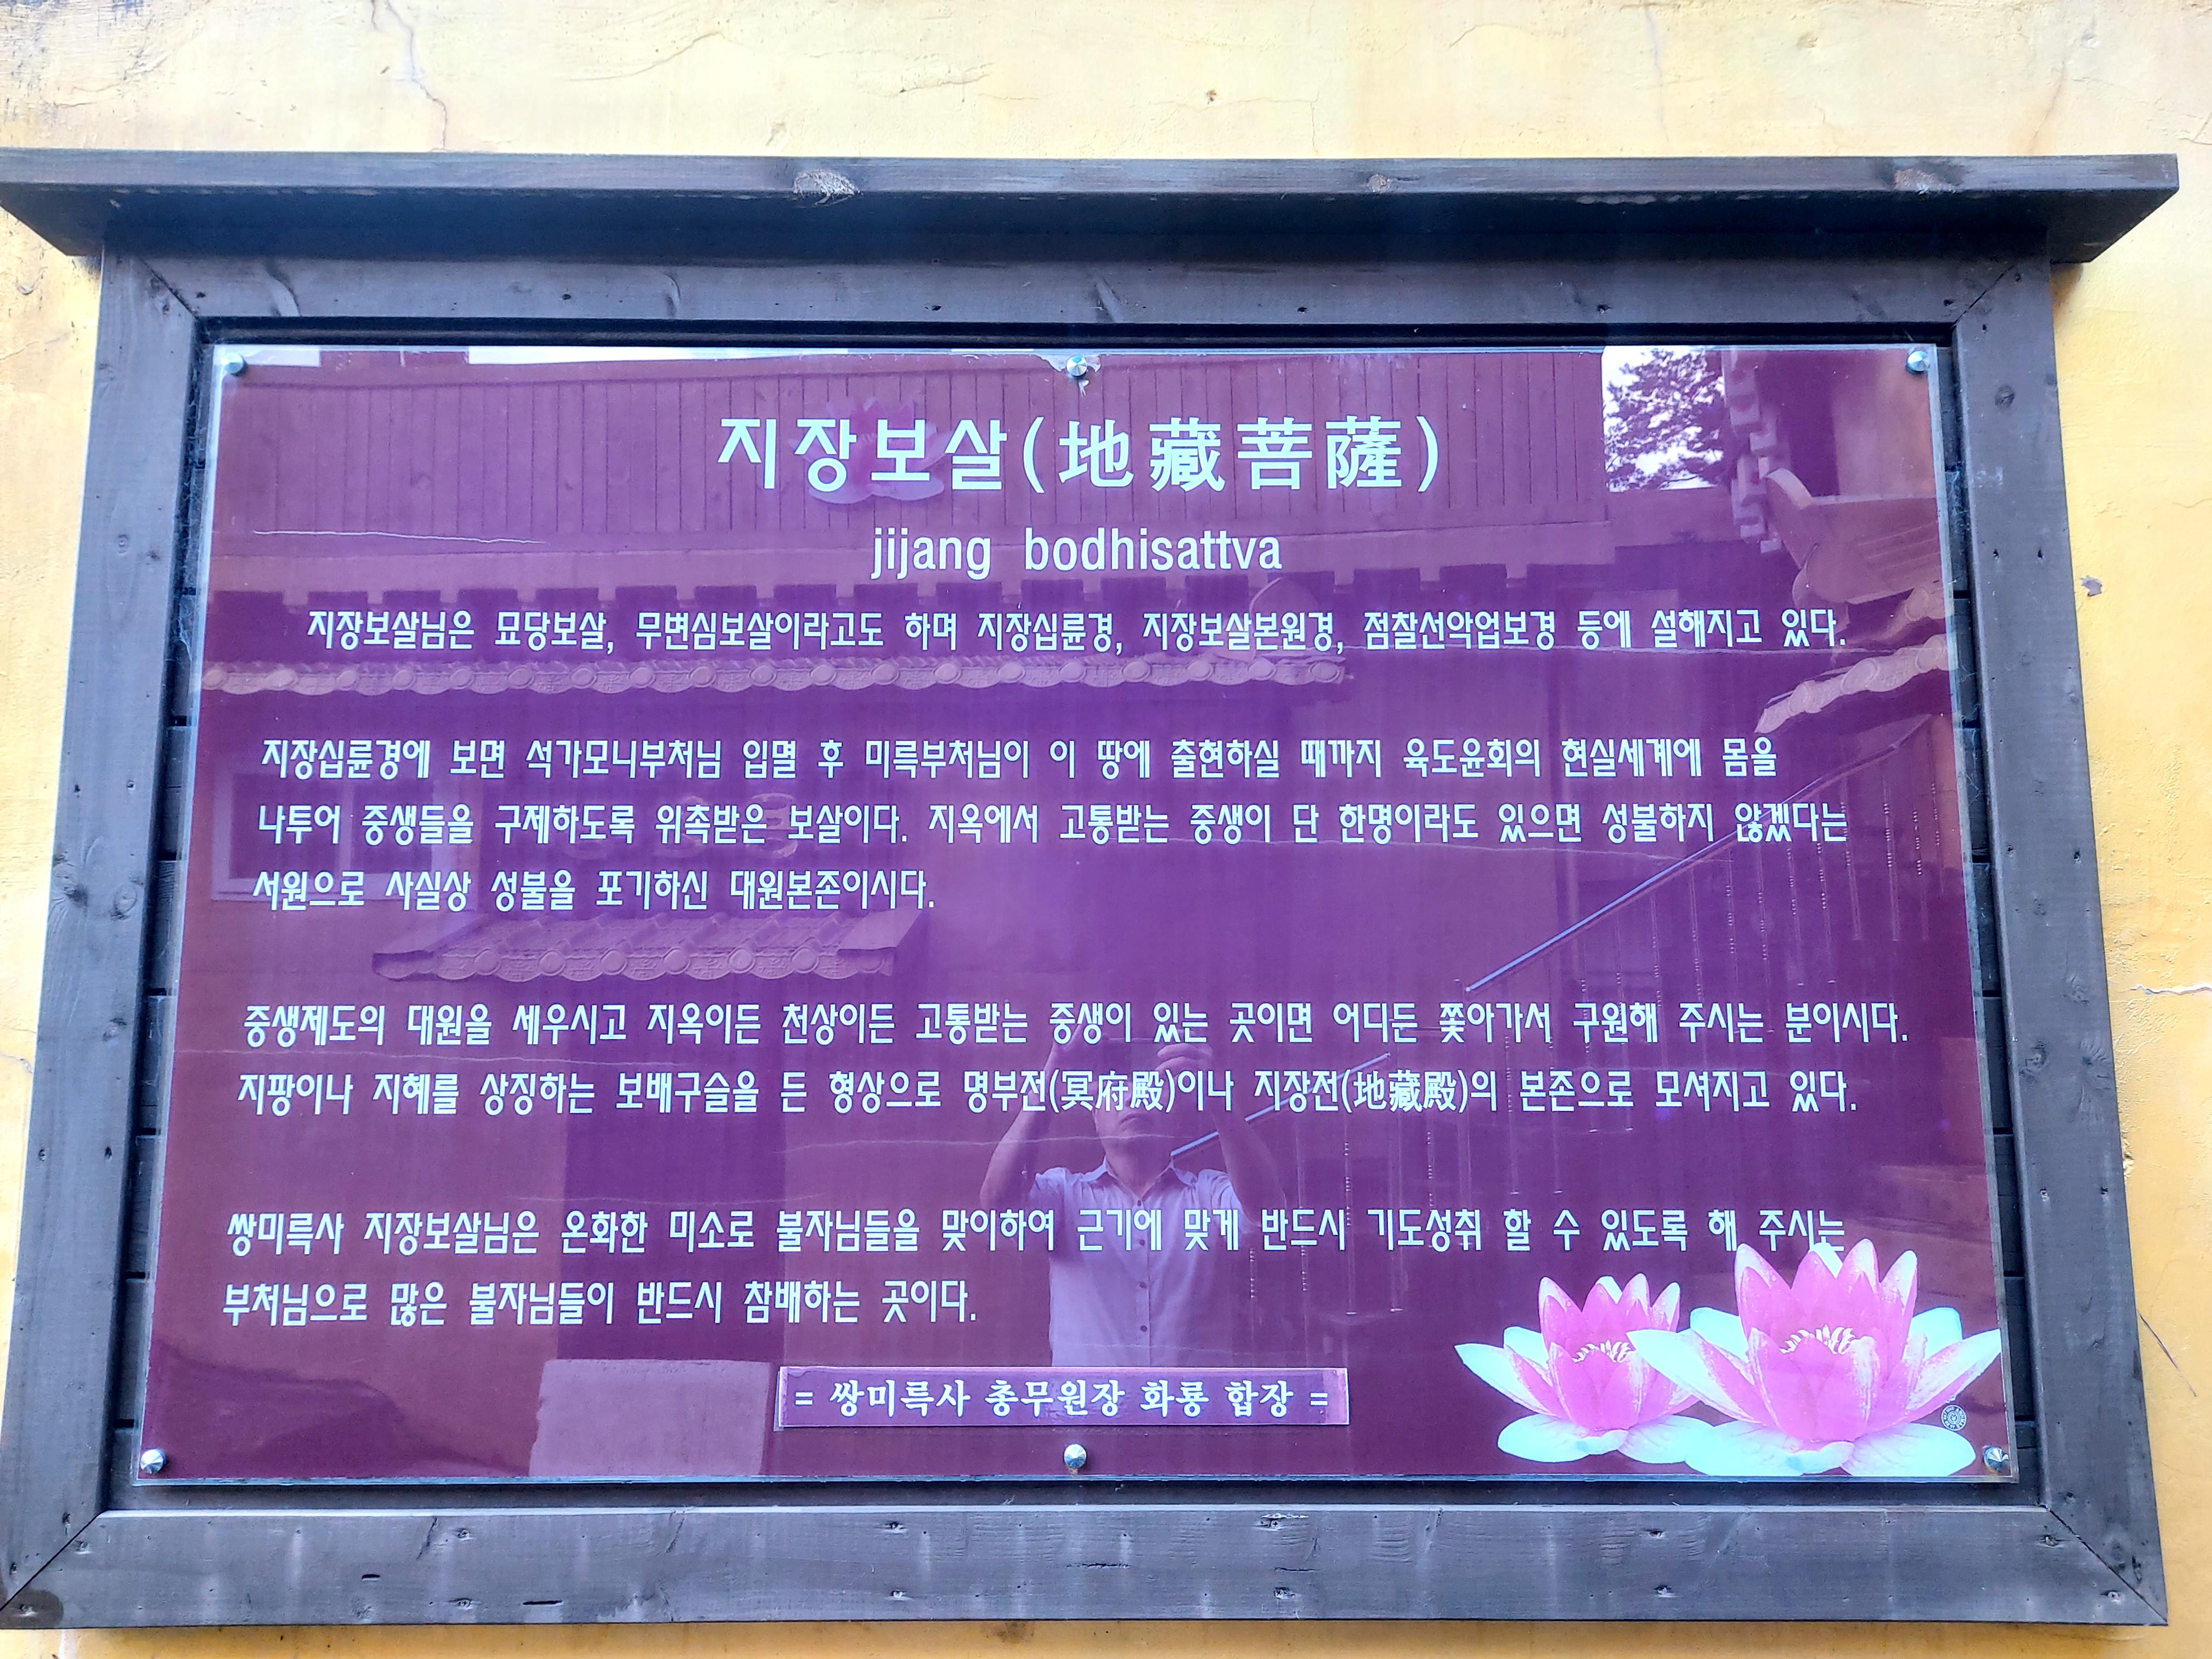 지장보살(地藏菩薩)
jijang bodhisattva
지장보살님은 묘당보살, 무변심보살이라고도 하며 지장십륜경, 지장보살본원경, 점찰선악업보경 등에 설해지고 있다.
지장십륜경에 보면 석가모니부처님 입멸 후 미륵부처님이 이 땅에 출현하실 때까지 육도윤회의 현실세계에 몸을
나투어 중생들을 구제하도록 위촉받은 보살이다. 지옥에서 고통받는 중생이 단 한명이라도 있으면 성불하지 않겠다는
서원으로 사실상 성불을 포기하신 대원본존이시다.
중생제도의 대원을 세우시고 지옥이든 천상이든 고통받는 중생이 있는 곳이면 어디든 쫓아가서 구원해 주시는 분이시다.
지팡이나 지혜를 상징하는 보배구슬을 든 형상으로 명부전(冥府殿)이나 지장전(地藏殿)의 본존으로 모셔지고 있다.
쌍미륵사 지장보살님은 온화한 미소로 불자님들을 맞이하여 근기에 맞게 반드시 기도성취 할 수 있도록 해 주시는
부처님으로 많은 불자님들이 반드시 참배하는 곳이다.
= 쌍미륵사 총무원장 화룡 합장 =